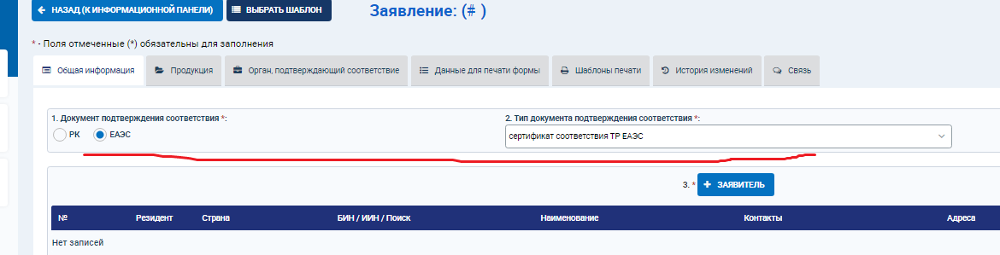 НАЗАД (К ИНФОРМАЦИОННОЙ ПАНЕЛИ) ВЫБРАТЬ ШАБЛОН Заявление: (# )
* - Поля отмеченные (*) обязательны для заполнения
Общая информация Продукция Орган, подтверждающий соответствие Данные для печати формы Шаблоны печати История изменений Связь
1. Документ подтверждения соответствия *: 2. Тип документа подтверждения соответствия *:
РК ЕАЭС сертификат соответствия ТР ЕАЭС
3. * + ЗАЯВИТЕЛЬ
№ Резидент Страна БИН / ИИН / Поиск Наименование Контакты Адреса
Нет записей